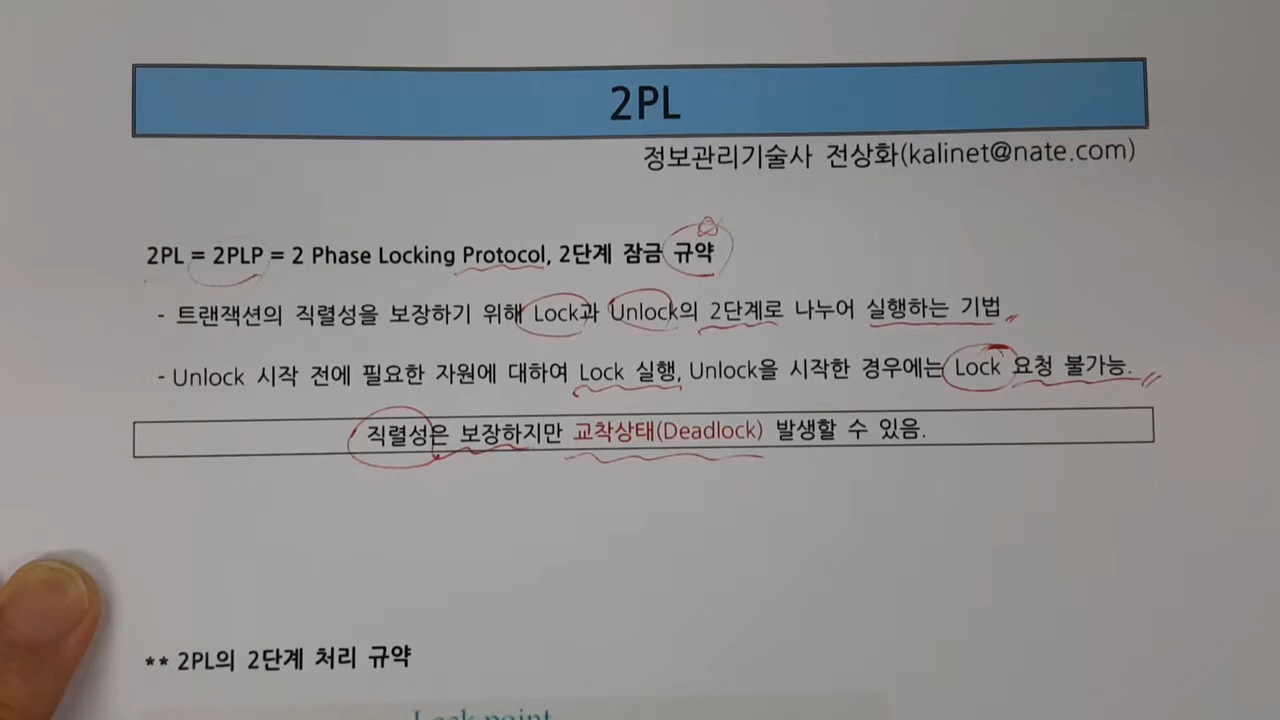 2PL
정보관리기술사 전상화(kalinet@nate.com)
2PL = 2PLP = 2 Phase Locking Protocol, 2단계 잠금 규약
- 트랜잭션의 직렬성을 보장하기 위해 Lock과 Unlock의 2단계로 나누어 실행하는 기법
- Unlock 시작 전에 필요한 자원에 대하여 Lock 실행, Unlock을 시작한 경우에는 Lock 요청 불가능.
직렬성은 보장하지만 교착상태(Deadlock) 발생할 수 있음.
** 2PL의 2단계 처리 규약
Lock point